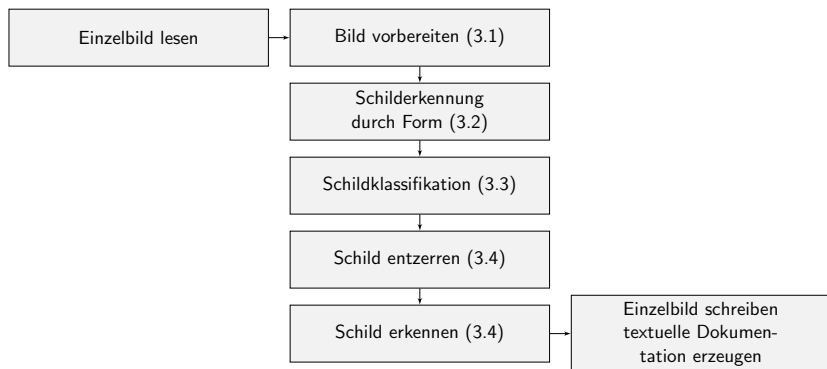 Einzelbild lesen
Bild vorbereiten (3.1)
Schilderkennung
durch Form (3.2)
Schildklassifikation (3.3)
Schild entzerren (3.4)
Schild erkennen (3.4)
Einzelbild schreiben
textuelle Dokumen-
tation erzeugen